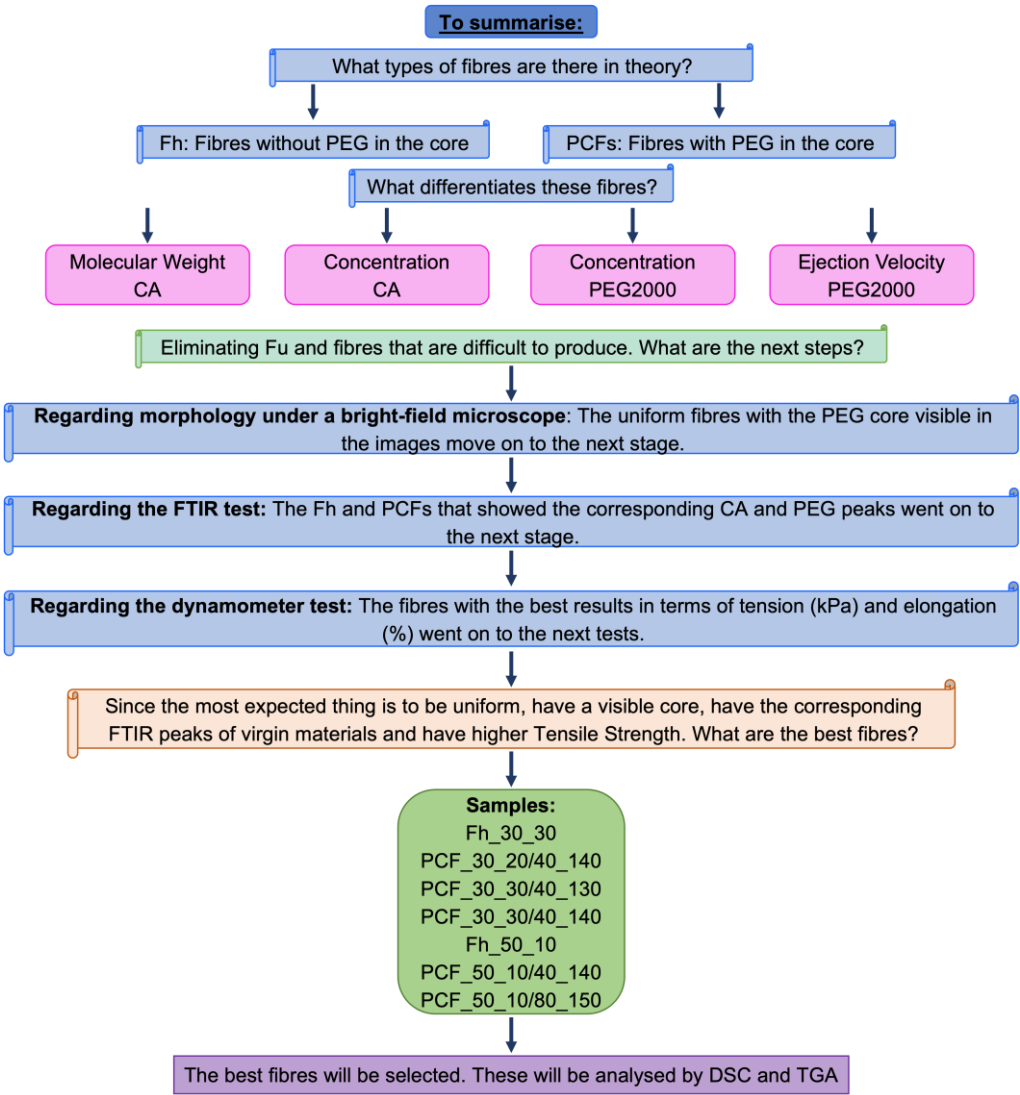 To summarise:
What types of fibres are there in theory?
Fh: Fibres without PEG in the core
PCFs: Fibres with PEG in the core
What differentiates these fibres?
Molecular Weight
CA
Concentration
CA
Concentration
PEG2000
Ejection Velocity
PEG2000
Eliminating Fu and fibres that are difficult to produce. What are the next steps?
Regarding morphology under a bright-field microscope: The uniform fibres with the PEG core visible in
the images move on to the next stage.
Regarding the FTIR test: The Fh and PCFs that showed the corresponding CA and PEG peaks went on to
the next stage.
Regarding the dynamometer test: The fibres with the best results in terms of tension (kPa) and elongation
(%) went on to the next tests.
Since the most expected thing is to be uniform, have a visible core, have the corresponding
FTIR peaks of virgin materials and have higher Tensile Strength. What are the best fibres?
Samples:
Fh_30_30
PCF_30_20/40_140
PCF_30_30/40_130
PCF_30_30/40_140
Fh_50_10
PCF_50_10/40_140
PCF_50_10/80_150
The best fibres will be selected. These will be analysed by DSC and TGA